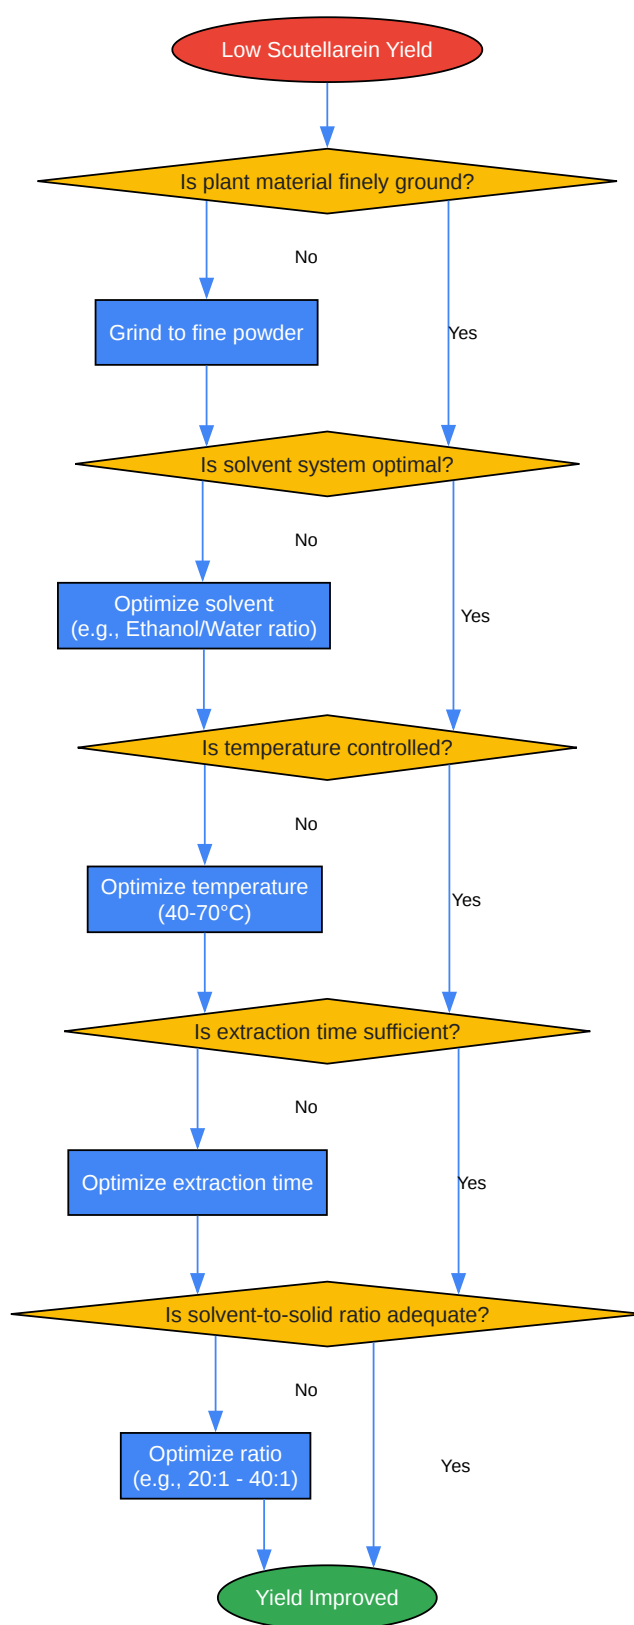 Low Scutellarein Yield
Is plant material finely ground?
No
Grind to fine powder
Yes
Is solvent system optimal?
No
Optimize solvent
(e.g., Ethanol/Water ratio)
Yes
Is temperature controlled?
No
Optimize temperature
(40-70°C)
Yes
Is extraction time sufficient?
No
Optimize extraction time
Yes
Is solvent-to-solid ratio adequate?
No
Optimize ratio
(e.g., 20:1 - 40:1)
Yes
Yield Improved